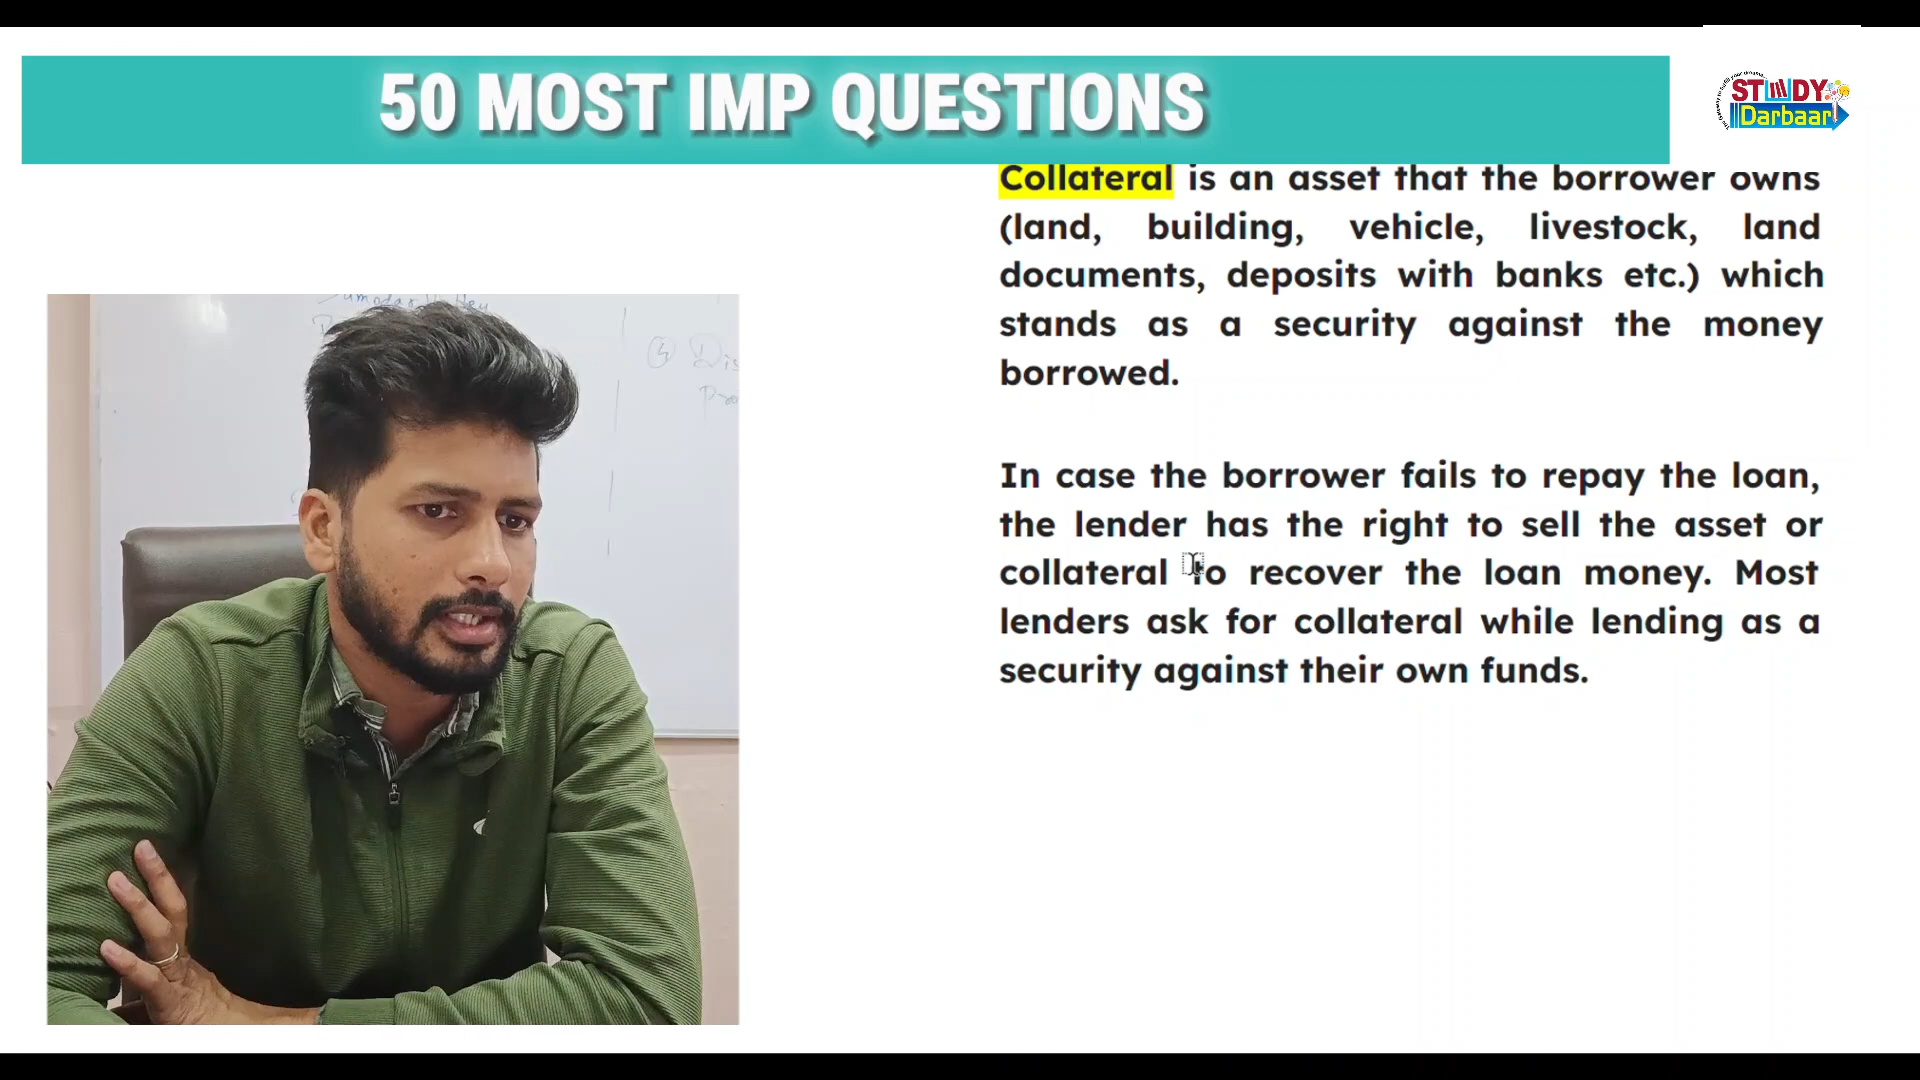 50 MOST IMP QUESTIONS
STUDY
Darbaar
Collateral is an asset that the borrower owns
(land, building, vehicle, livestock, land
documents, deposits with banks etc.) which
stands as a security against the money
borrowed.
In case the borrower fails to repay the loan,
the lender has the right to sell the asset or
collateral to recover the loan money. Most
lenders ask for collateral while lending as a
security against their own funds.